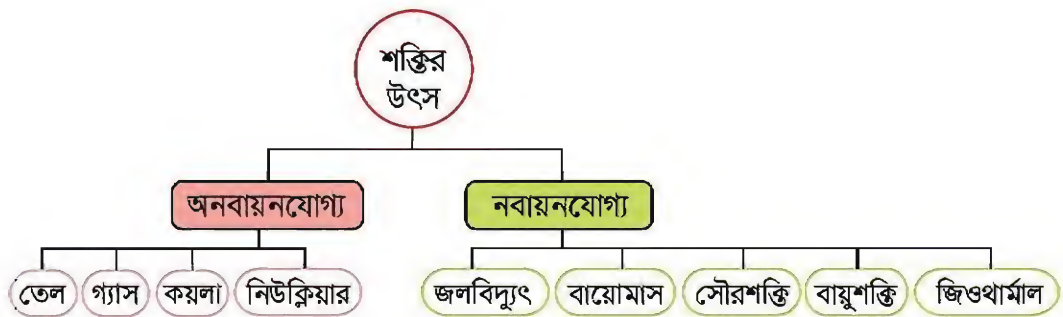 শক্তির
উৎস
অনবায়নযোগ্য
নবায়নযোগ্য
তেল
গ্যাস
কয়লা
নিউক্লিয়ার
জলবিদ্যুৎ
বায়োমাস
সৌরশক্তি
বায়ুশক্তি
জিওথার্মাল